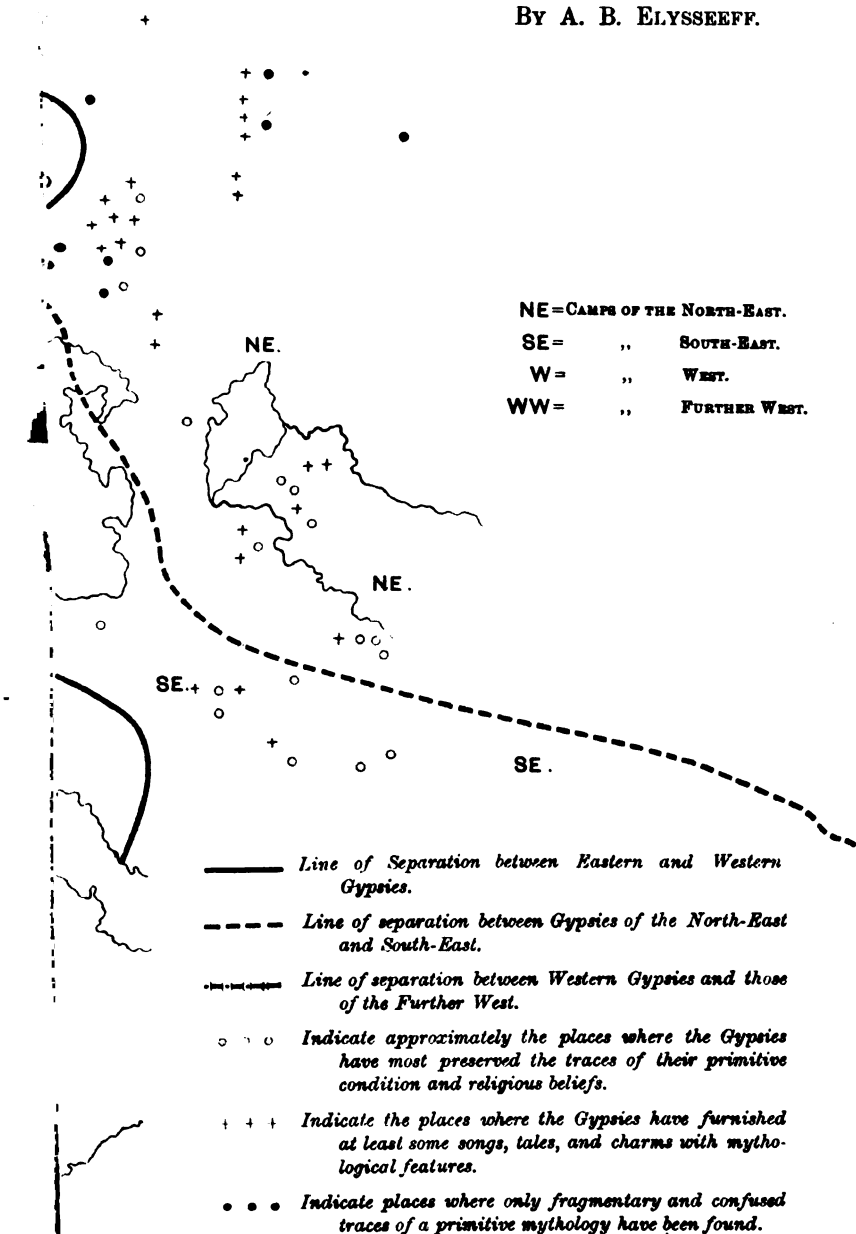 BY A. B. ELYSSEEFF.
NE=CAMPS OF THE NORTH-EAST.
SE= ,, SOUTH-EAST.
W= ,, WEST.
WW= ,, FURTHER WEST.
NE.
NE.
SE.
SE.
Line of Separation between Eastern and Western
Gypsies.
Line of separation between Gypsies of the North-East
and South-East.
Line of separation between Western Gypsies and those
of the Further West.
Indicate approximately the places where the Gypsies
have most preserved the traces of their primitive
condition and religious beliefs.
Indicate the places where the Gypsies have furnished
at least some songs, tales, and charms with mytho-
logical features.
Indicate places where only fragmentary and confused
traces of a primitive mythology have been found.